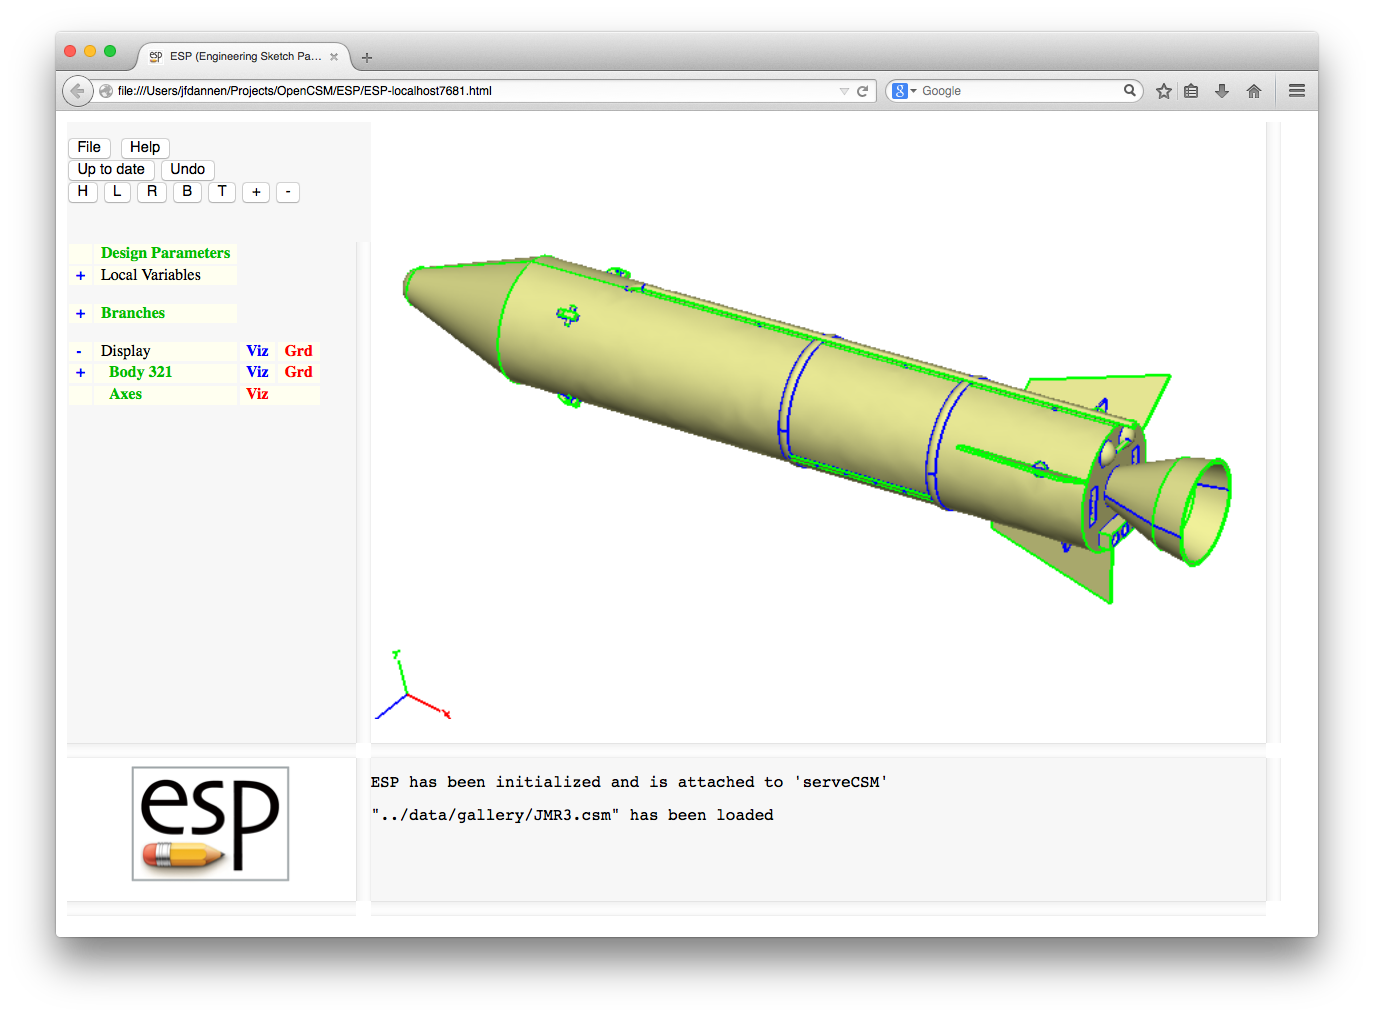 esp ESP (Engineering Sketch Pa...
file:///Users/jfdannen/Projects/OpenCSM/ESP/ESP-localhost7681.html
8 Google
File Help
Up to date Undo
H L R B T + -
Design Parameters
+ Local Variables
+ Branches
- Display Viz Grd
+ Body 321 Viz Grd
Axes Viz
Y
X
esp
ESP has been initialized and is attached to 'serveCSM'
"../data/gallery/JMR3.csm" has been loaded